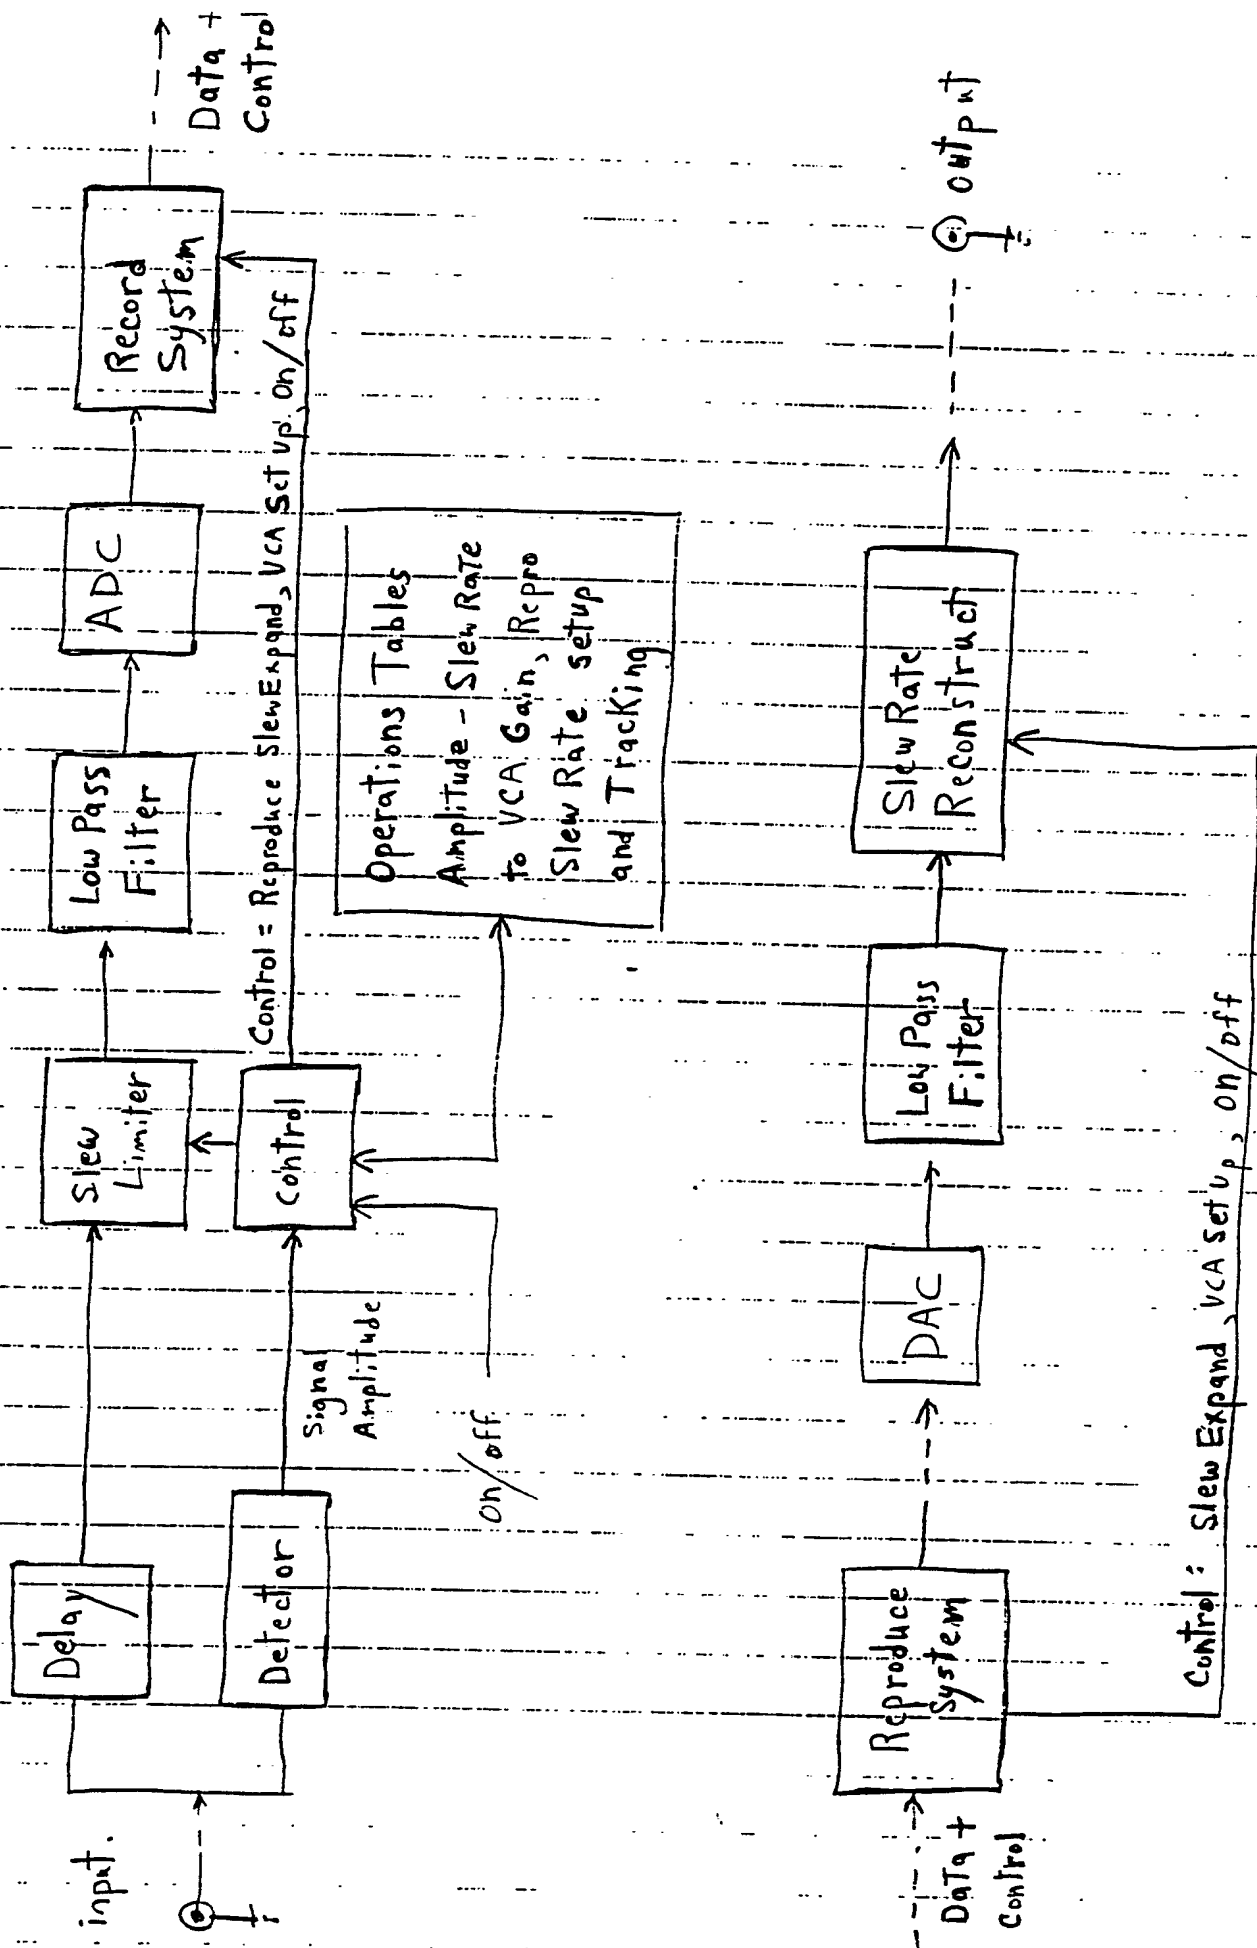 input.
Delay
Detector
Signal
Amplitude
on/off
Slew
Limiter
Control
Low Pass
Filter
ADC
Record
System
Data +
Control
Control = Reproduce Slew Expand, VCA Set up, on/off
Operations Tables
Amplitude - Slew Rate
to VCA Gain, Repro
Slew Rate setup
and Tracking
Data +
Control
Reproduce
System
DAC
Low Pass
Filter
Slew Rate
Reconstruct
output
Control: Slew Expand, VCA set up, on/off